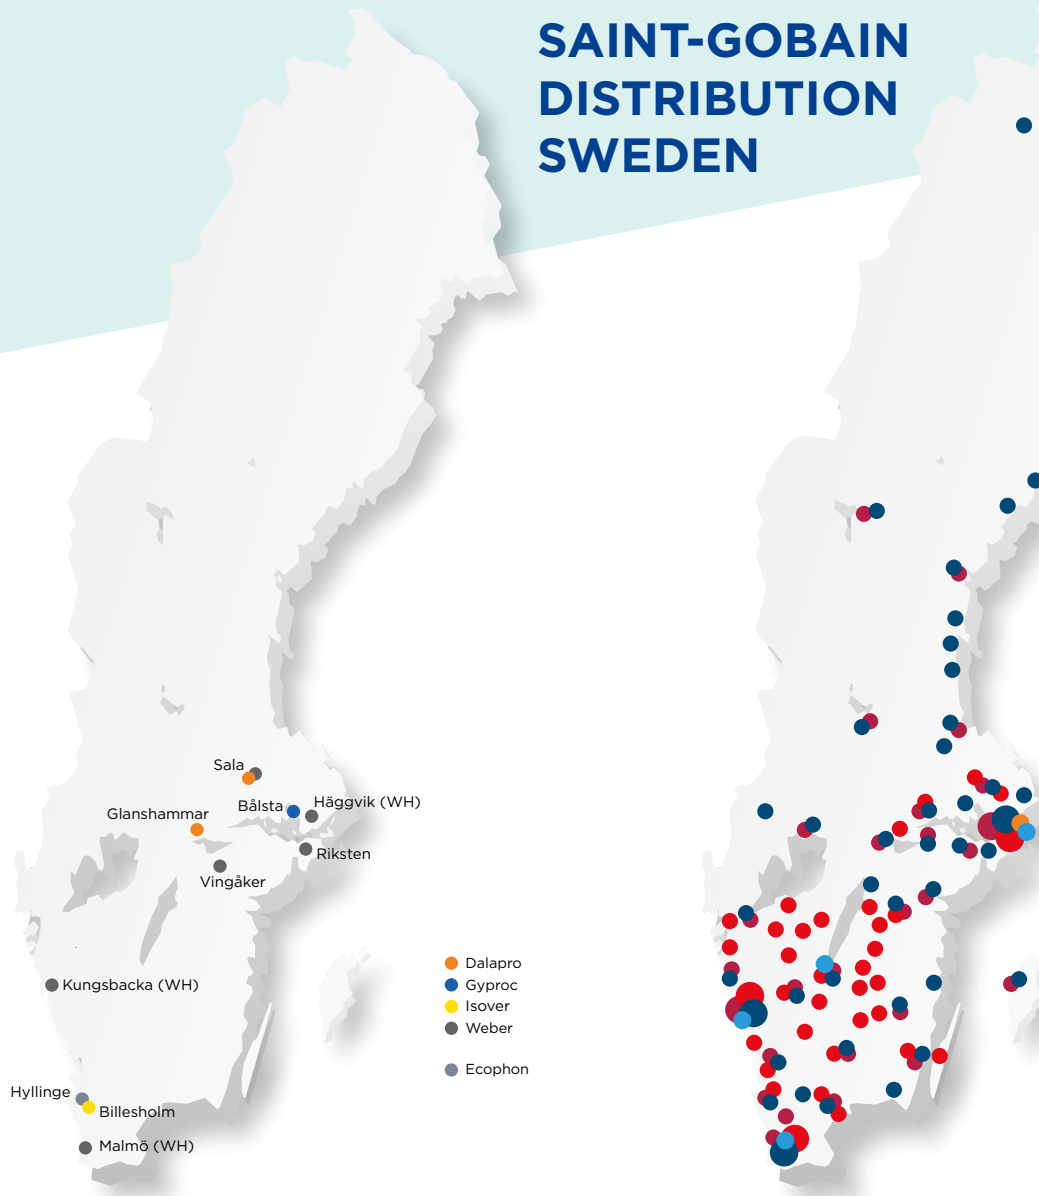 SAINT-GOBAIN
DISTRIBUTION
SWEDEN
Sala
Bålsta
Häggvik (WH)
Glanshammar
Riksten
Vingåker
Kungsbacka (WH)
Hyllinge
Billesholm
Malmö (WH)
Dalapro
Gyproc
Isover
Weber
Ecophon